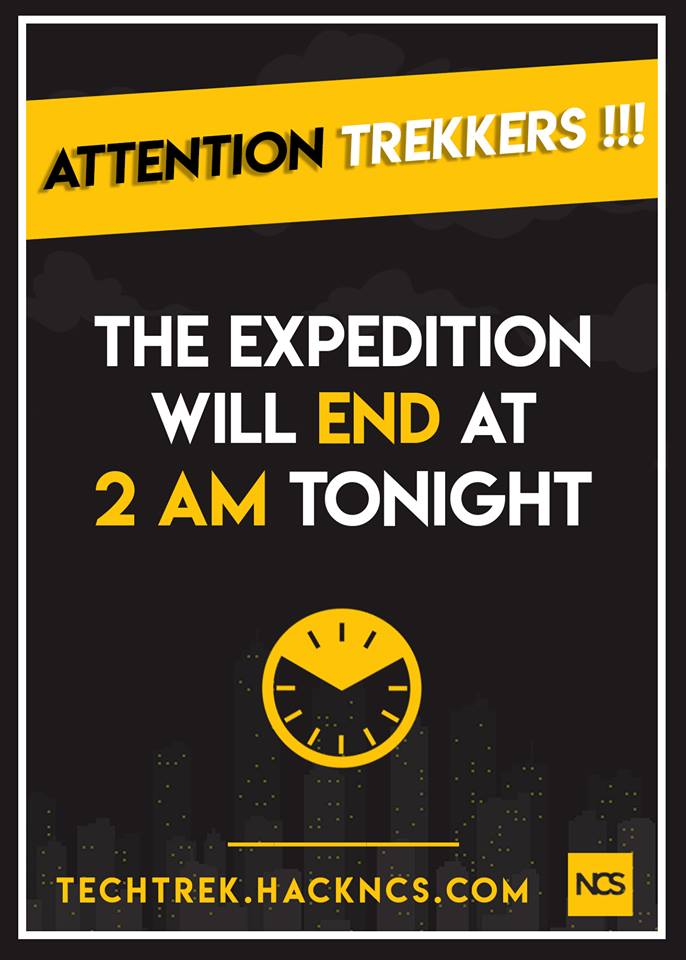 ATTENTION TREKKERS !!!
THE EXPEDITION
WILL END AT
2 AM TONIGHT
TECHTREK.HACKNCS.COM
NCS